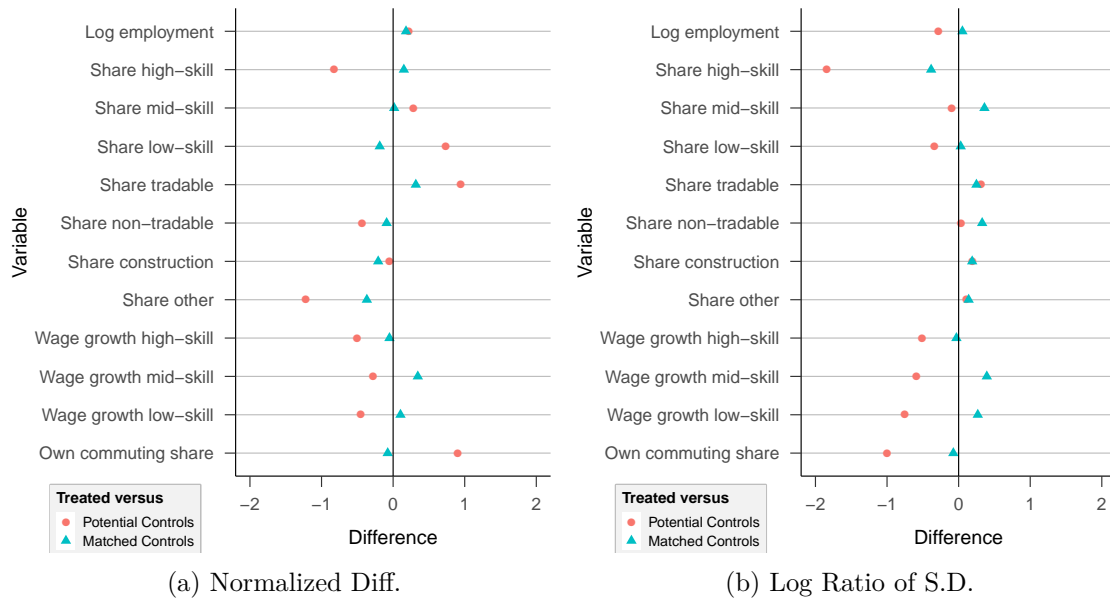 Log employment
Share high−skill
Share mid−skill
Share low−skill
Share tradable
Share non−tradable
Share construction
Share other
Wage growth high−skill
Wage growth mid−skill
Wage growth low−skill
Own commuting share
Variable
−2 −1 0 1 2
Difference
Treated versus
Potential Controls
Matched Controls
(a) Normalized Diff.
Log employment
Share high−skill
Share mid−skill
Share low−skill
Share tradable
Share non−tradable
Share construction
Share other
Wage growth high−skill
Wage growth mid−skill
Wage growth low−skill
Own commuting share
Variable
−2 −1 0 1 2
Difference
Treated versus
Potential Controls
Matched Controls
(b) Log Ratio of S.D.